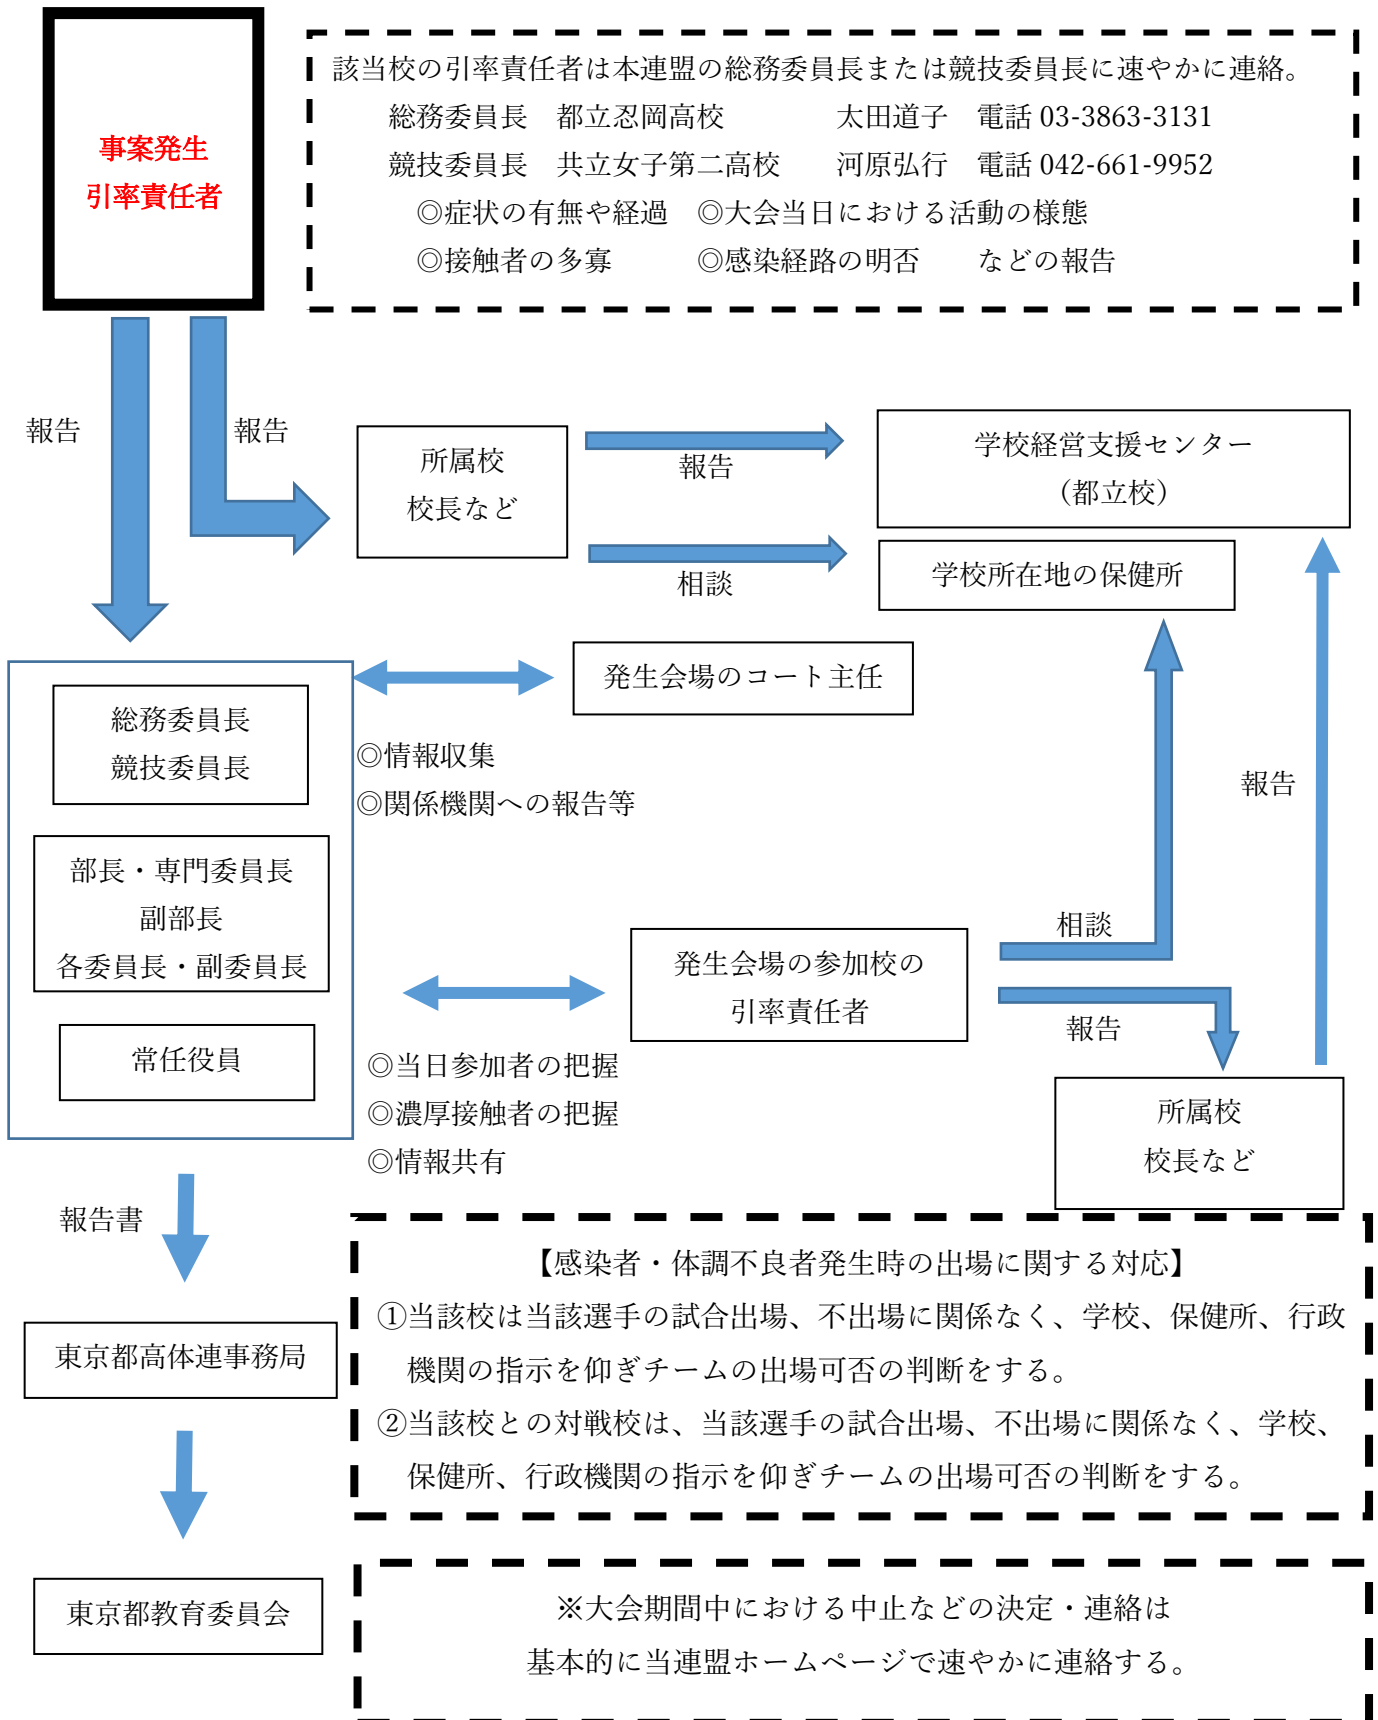 事案発生
引率責任者
該当校の引率責任者は本連盟の総務委員長または競技委員長に速やかに連絡。
総務委員長　都立忍岡高校　　　　太田道子　電話 03-3863-3131
競技委員長　共立女子第二高校　　河原弘行　電話 042-661-9952
◎症状の有無や経過　◎大会当日における活動の様態
◎接触者の多寡　　　◎感染経路の明否　　などの報告
報告
報告
所属校
校長など
報告
相談
学校経営支援センター
（都立校）
学校所在地の保健所
発生会場のコート主任
総務委員長
競技委員長
◎情報収集
◎関係機関への報告等
報告
部長・専門委員長
副部長
各委員長・副委員長
常任役員
発生会場の参加校の
引率責任者
相談
報告
◎当日参加者の把握
◎濃厚接触者の把握
◎情報共有
所属校
校長など
報告書
東京都高体連事務局
東京都教育委員会
【感染者・体調不良者発生時の出場に関する対応】
①当該校は当該選手の試合出場、不出場に関係なく、学校、保健所、行政
機関の指示を仰ぎチームの出場可否の判断をする。
②当該校との対戦校は、当該選手の試合出場、不出場に関係なく、学校、
保健所、行政機関の指示を仰ぎチームの出場可否の判断をする。
※大会期間中における中止などの決定・連絡は
基本的に当連盟ホームページで速やかに連絡する。